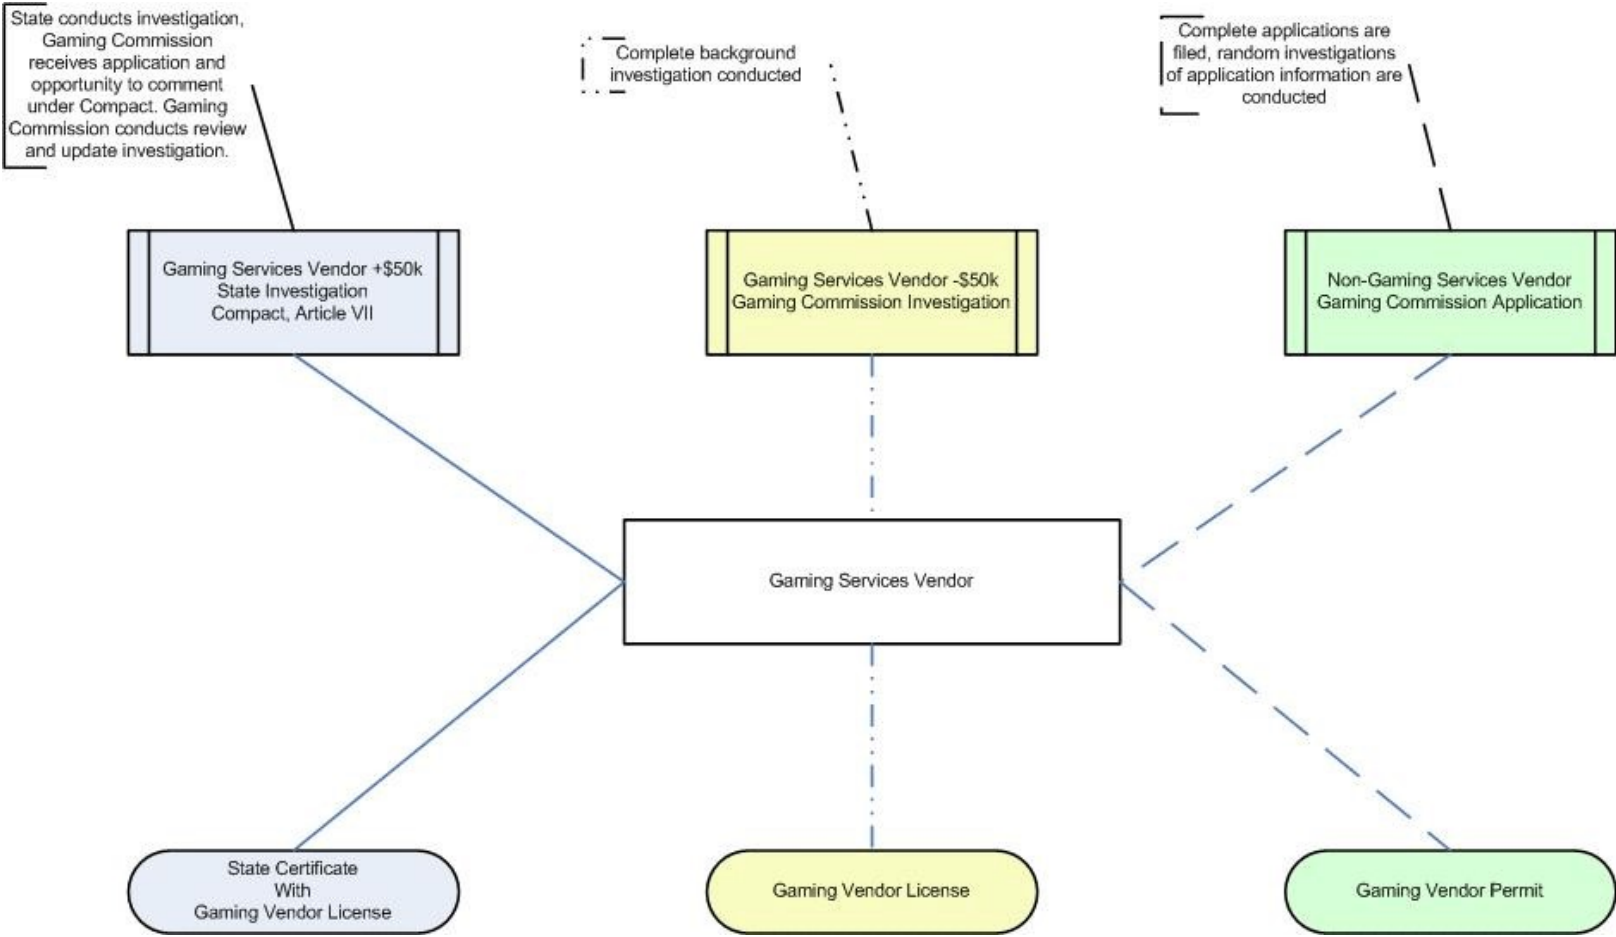 State conducts investigation,
Gaming Commission
receives application and
opportunity to comment
under Compact. Gaming
Commission conducts review
and update investigation.
Complete background
investigation conducted
Complete applications are
filed, random investigations
of application information are
conducted
Gaming Services Vendor +$50k
State Investigation
Compact, Article VII
Gaming Services Vendor -$50k
Gaming Commission Investigation
Non-Gaming Services Vendor
Gaming Commission Application
Gaming Services Vendor
State Certificate
With
Gaming Vendor License
Gaming Vendor License
Gaming Vendor Permit